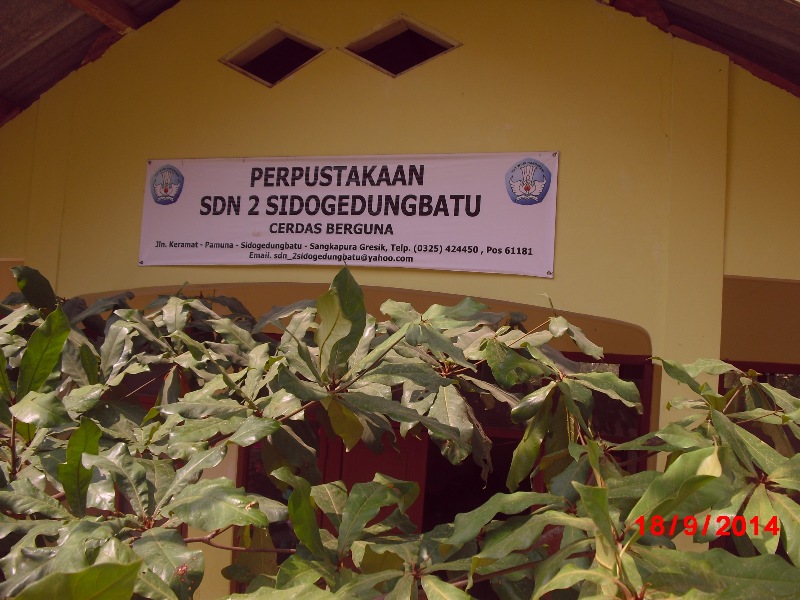 PERPUSTAKAAN
SDN 2 SIDOGEDUNGBATU
CERDAS BERGUNA
Jln. Keramat - Pamuna - Sidogedungbatu - Sangkapura Gresik, Telp. (0325) 424450 , Pos 61181
Email. sdn_2sidogedungbatu@yahoo.com
18/9/2014